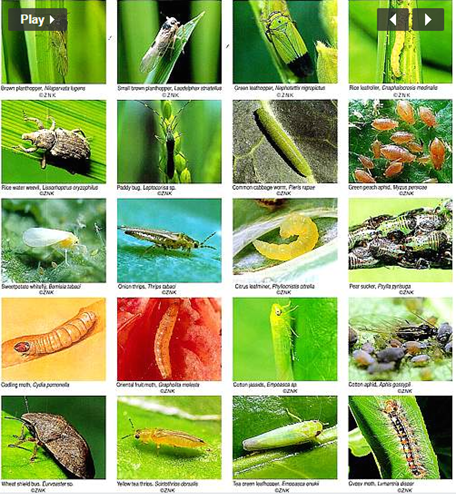 Play
Brown planthopper, Nilaparvata lugens
©ZNK
Small brown planthopper, Laodelphax striatellus
©ZNK
Green leafhopper, Nephotettix nigropictus
©ZNK
Rice leafroller, Cnaphalocrosis medinalis
©ZNK
Rice water weevil, Lissorhoptrus oryzophilus
©ZNK
Paddy bug, Leptocorisa sp.
©ZNK
Common cabbage worm, Pieris rapae
©ZNK
Green peach aphid, Myzus persicae
©ZNK
Sweetpotato whitefly, Bemisia tabaci
©ZNK
Onion thrips, Thrips tabaci
©ZNK
Citrus leafminer, Phyllocnistis citrella
©ZNK
Pear sucker, Psylla pyrisuga
©ZNK
Codling moth, Cydia pomonella
©ZNK
Oriental fruit moth, Grapholita molesta
©ZNK
Cotton jassids, Empoasca sp.
©ZNK
Cotton aphid, Aphis gossypii
©ZNK
Wheat shield bug, Eurygaster sp.
©ZNK
Yellow tea thrips, Scirtothrips dorsalis
©ZNK
Tea green leafhopper, Empoasca onukii
©ZNK
Gypsy moth, Lymantria dispar
©ZNK